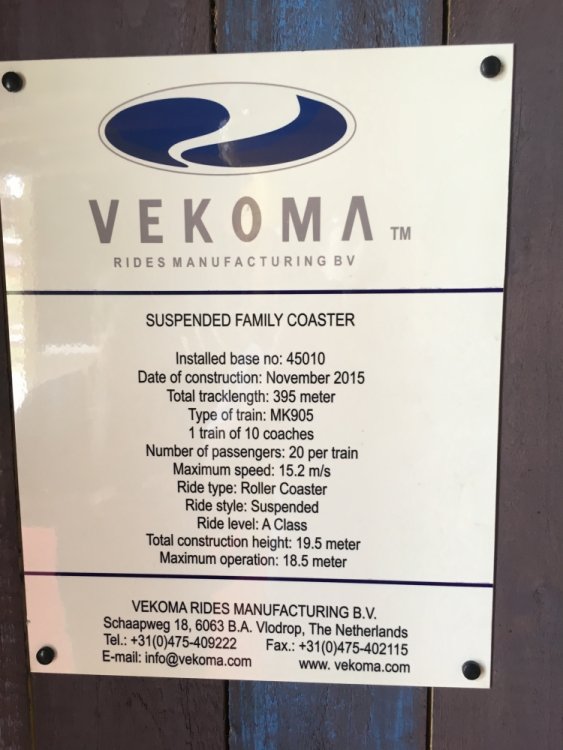 VEKOMA TM
RIDES MANUFACTURING BV
SUSPENDED FAMILY COASTER
Installed base no: 45010
Date of construction: November 2015
Total tracklength: 395 meter
Type of train: MK905
1 train of 10 coaches
Number of passengers: 20 per train
Maximum speed: 15.2 m/s
Ride type: Roller Coaster
Ride style: Suspended
Ride level: A Class
Total construction height: 19.5 meter
Maximum operation: 18.5 meter
VEKOMA RIDES MANUFACTURING B.V.
Schaapweg 18, 6063 B.A. Vlodrop, The Netherlands
Tel.: +31(0)475-409222 Fax.: +31(0)475-402115
E-mail: info@vekoma.com www. vekoma.com